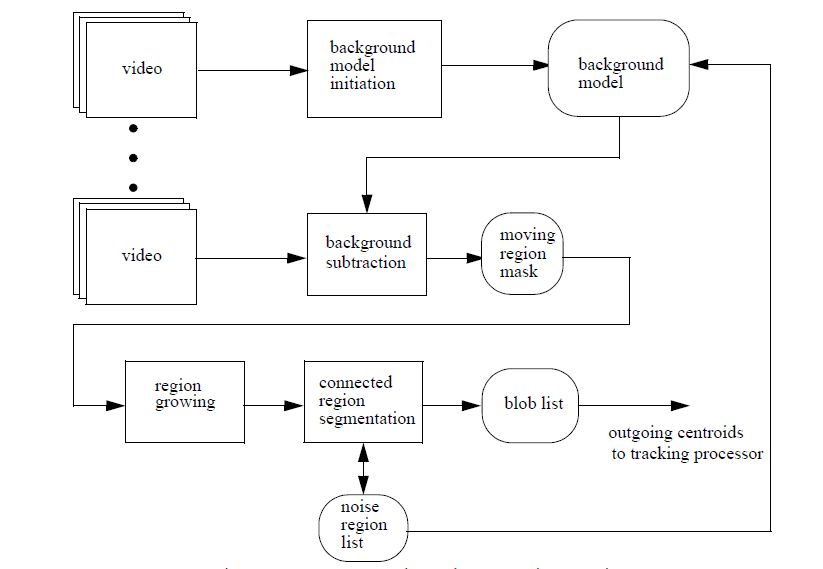 video
background
model
initiation
background
model
video
background
subtraction
moving
region
mask
region
growing
connected
region
segmentation
blob list
outgoing centroids
to tracking processor
noise
region
list